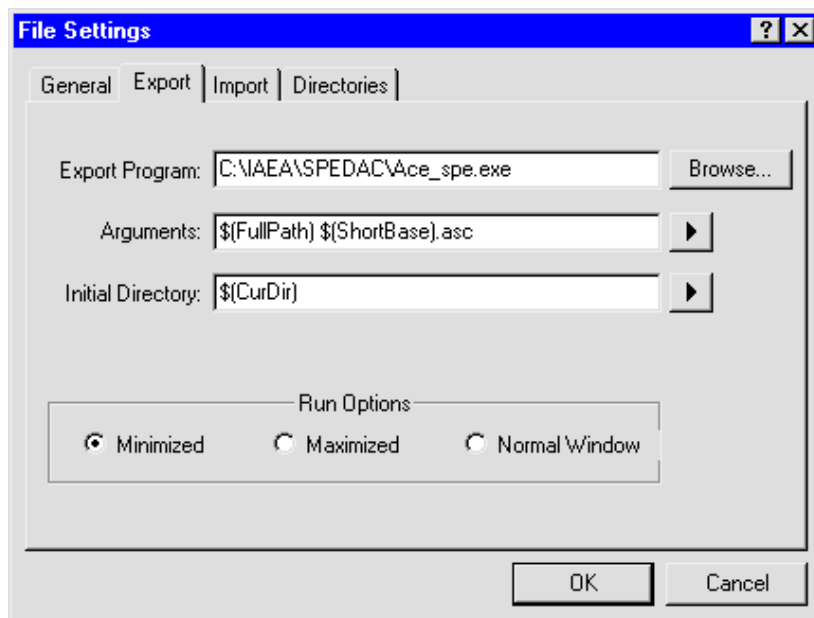 File Settings
General Export Import Directories
Export Program: C:\IAEA\SPEDAC\Ace_spe.exe Browse...
Arguments: $(FullPath) $(ShortBase).asc
Initial Directory: $(CurDir)
Run Options
Minimized Maximized Normal Window
OK Cancel